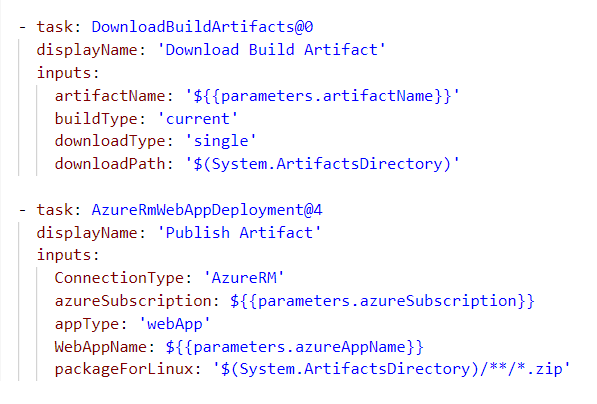 - task: DownloadBuildArtifacts@0
  displayName: 'Download Build Artifact'
  inputs:
    artifactName: '${{parameters.artifactName}}'
    buildType: 'current'
    downloadType: 'single'
    downloadPath: '$(System.ArtifactsDirectory)'

- task: AzureRmWebAppDeployment@4
  displayName: 'Publish Artifact'
  inputs:
    ConnectionType: 'AzureRM'
    azureSubscription: ${{parameters.azureSubscription}}
    appType: 'webApp'
    WebAppName: ${{parameters.azureAppName}}
    packageForLinux: '$(System.ArtifactsDirectory)/**/*.zip'